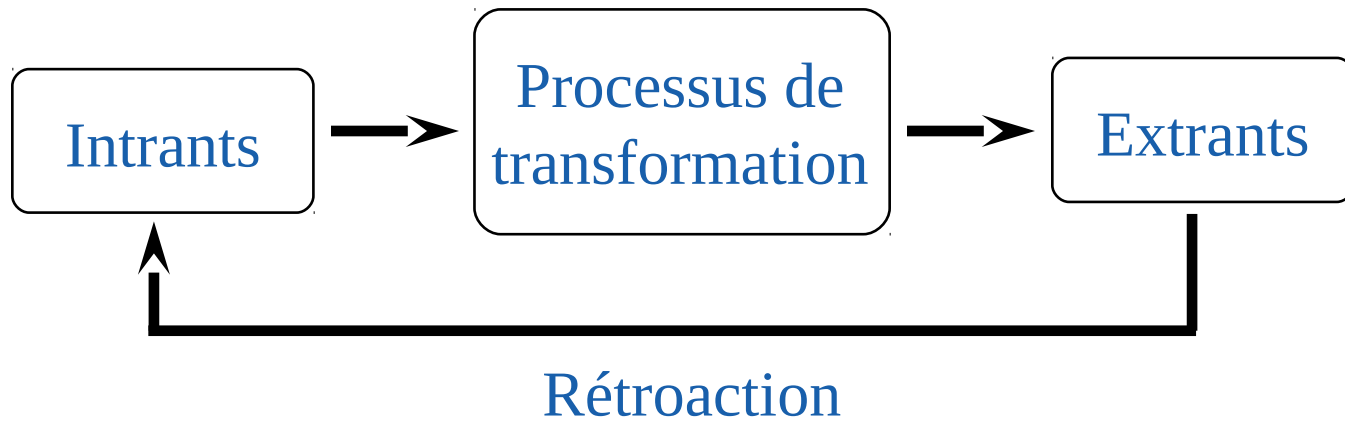 Intrants
Processus de
transformation
Extrants
Rétroaction